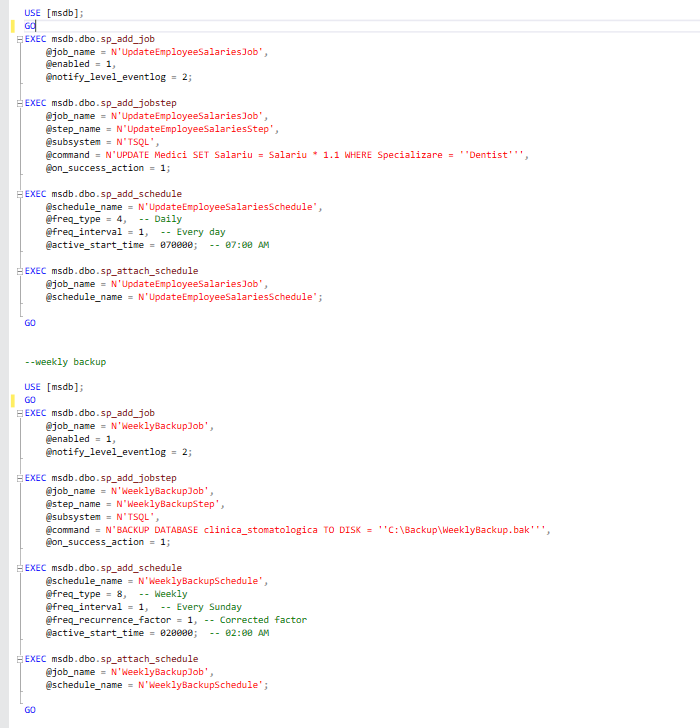 USE [msdb];
GO
EXEC msdb.dbo.sp_add_job
@job_name = N'UpdateEmployeeSalariesJob',
@enabled = 1,
@notify_level_eventlog = 2;
EXEC msdb.dbo.sp_add_jobstep
@job_name = N'UpdateEmployeeSalariesJob',
@step_name = N'UpdateEmployeeSalariesStep',
@subsystem = N'TSQL',
@command = N'UPDATE Medici SET Salariu = Salariu * 1.1 WHERE Specializare = ''Dentist''',
@on_success_action = 1;
EXEC msdb.dbo.sp_add_schedule
@schedule_name = N'UpdateEmployeeSalariesSchedule',
@freq_type = 4,  -- Daily
@freq_interval = 1,  -- Every day
@active_start_time = 070000;  -- 07:00 AM
EXEC msdb.dbo.sp_attach_schedule
@job_name = N'UpdateEmployeeSalariesJob',
@schedule_name = N'UpdateEmployeeSalariesSchedule';
GO
--weekly backup
USE [msdb];
GO
EXEC msdb.dbo.sp_add_job
@job_name = N'WeeklyBackupJob',
@enabled = 1,
@notify_level_eventlog = 2;
EXEC msdb.dbo.sp_add_jobstep
@job_name = N'WeeklyBackupJob',
@step_name = N'WeeklyBackupStep',
@subsystem = N'TSQL',
@command = N'BACKUP DATABASE clinica_stomatologica TO DISK = ''C:\Backup\WeeklyBackup.bak''',
@on_success_action = 1;
EXEC msdb.dbo.sp_add_schedule
@schedule_name = N'WeeklyBackupSchedule',
@freq_type = 8,  -- Weekly
@freq_interval = 1,  -- Every Sunday
@freq_recurrence_factor = 1, -- Corrected factor
@active_start_time = 020000;  -- 02:00 AM
EXEC msdb.dbo.sp_attach_schedule
@job_name = N'WeeklyBackupJob',
@schedule_name = N'WeeklyBackupSchedule';
GO